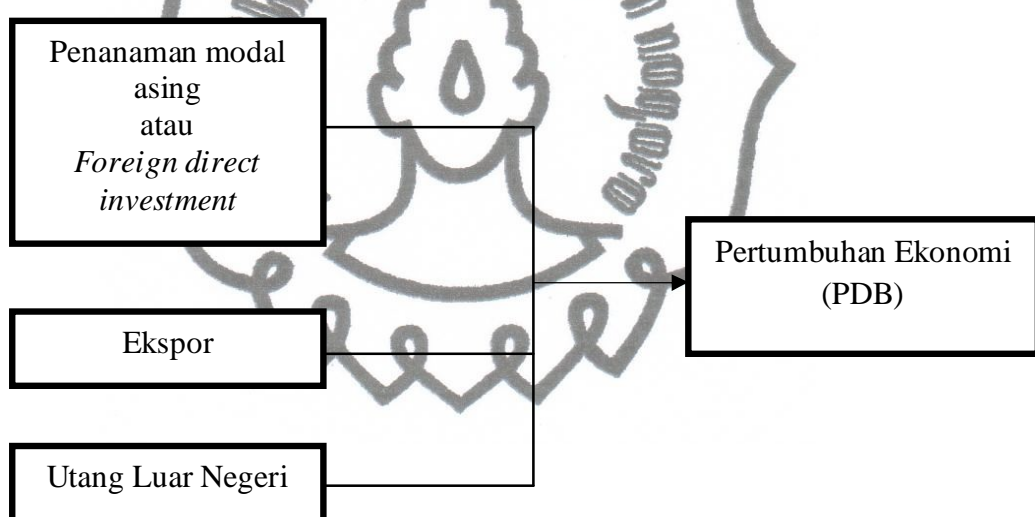 Penanaman modal
asing
atau
Foreign direct
investment
Ekspor
Utang Luar Negeri
Pertumbuhan Ekonomi
(PDB)